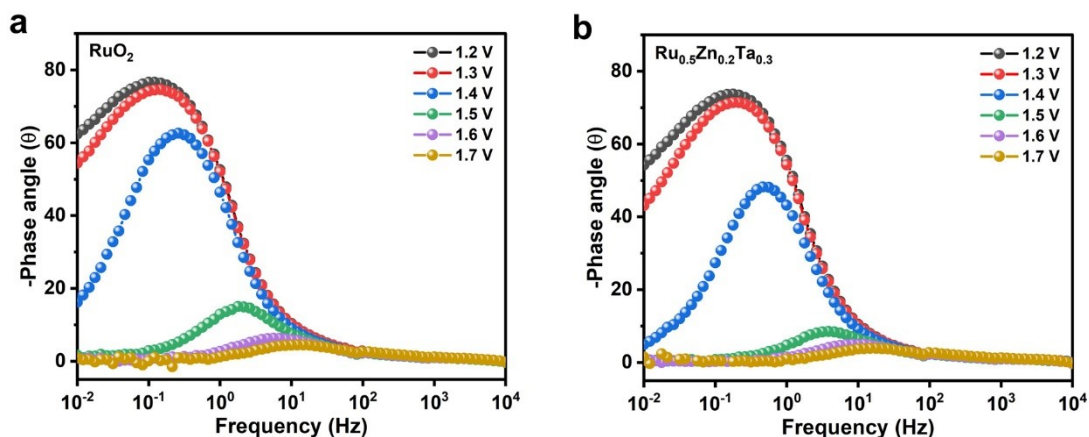 a
RuO₂
1.2 V
1.3 V
1.4 V
1.5 V
1.6 V
1.7 V
80
60
40
20
0
-Phase angle (θ)
10⁻² 10⁻¹ 10⁰ 10¹ 10² 10³ 10⁴
Frequency (Hz)
b
Ru₀.₅Zn₀.₂Ta₀.₃
1.2 V
1.3 V
1.4 V
1.5 V
1.6 V
1.7 V
80
60
40
20
0
-Phase angle (θ)
10⁻² 10⁻¹ 10⁰ 10¹ 10² 10³ 10⁴
Frequency (Hz)